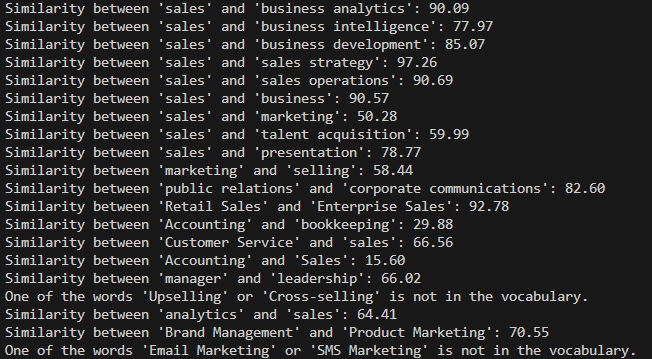 Similarity between 'sales' and 'business analytics': 90.09
Similarity between 'sales' and 'business intelligence': 77.97
Similarity between 'sales' and 'business development': 85.07
Similarity between 'sales' and 'sales strategy': 97.26
Similarity between 'sales' and 'sales operations': 90.69
Similarity between 'sales' and 'business': 90.57
Similarity between 'sales' and 'marketing': 50.28
Similarity between 'sales' and 'talent acquisition': 59.99
Similarity between 'sales' and 'presentation': 78.77
Similarity between 'marketing' and 'selling': 58.44
Similarity between 'public relations' and 'corporate communications': 82.60
Similarity between 'Retail Sales' and 'Enterprise Sales': 92.78
Similarity between 'Accounting' and 'bookkeeping': 29.88
Similarity between 'Customer Service' and 'sales': 66.56
Similarity between 'Accounting' and 'Sales': 15.60
Similarity between 'manager' and 'leadership': 66.02
One of the words 'Upselling' or 'Cross-selling' is not in the vocabulary.
Similarity between 'analytics' and 'sales': 64.41
Similarity between 'Brand Management' and 'Product Marketing': 70.55
One of the words 'Email Marketing' or 'SMS Marketing' is not in the vocabulary.